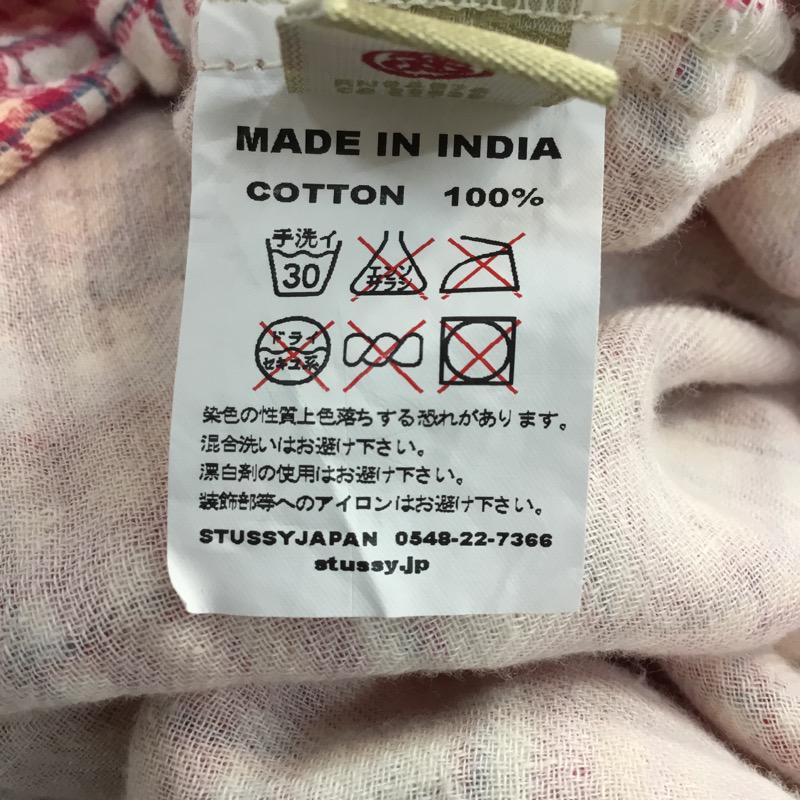 MADE IN INDIA
COTTON 100%
手洗イ
30
エンソ
サラシ
ドライ
セキユ系
染色の性質上色落ちする恐れがあります。
混合洗いはお避け下さい。
漂白剤の使用はお避け下さい。
装飾部等へのアイロンはお避け下さい。
STUSSYJAPAN 0548-22-7366
stussy.jp